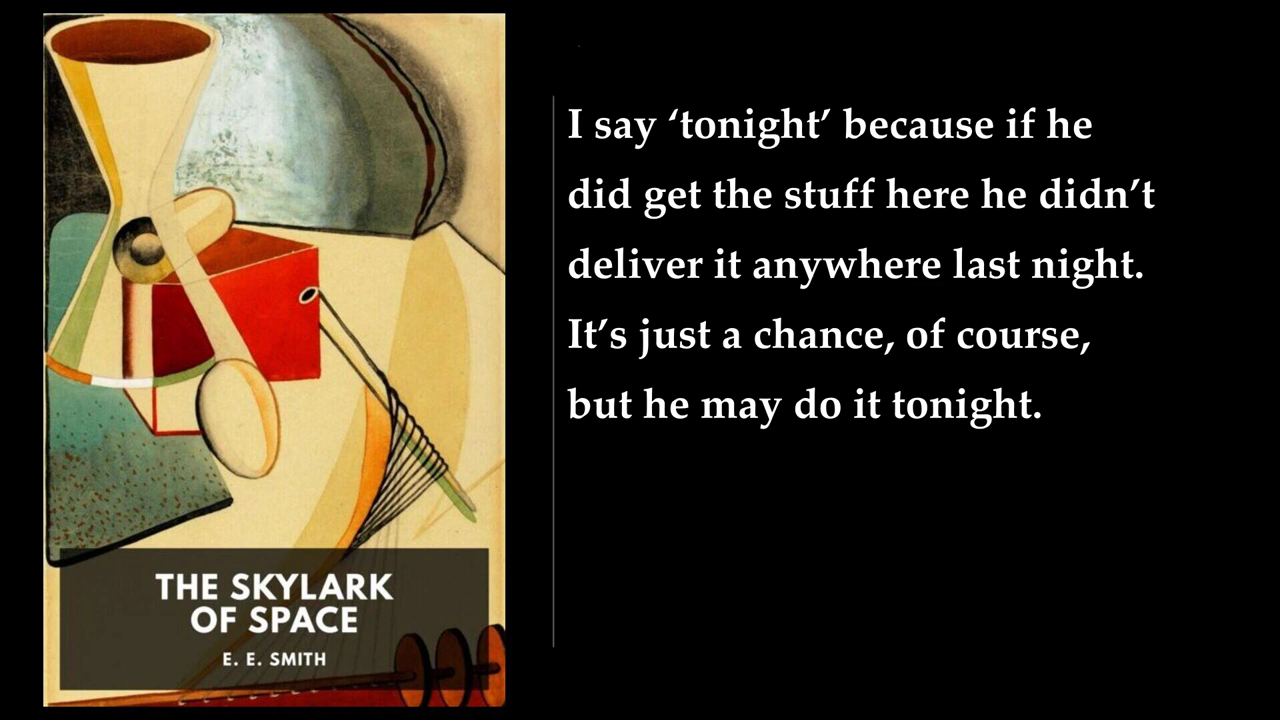 THE SKYLARK
OF SPACE
E. E. SMITH
I say ‘tonight’ because if he
did get the stuff here he didn’t
deliver it anywhere last night.
It’s just a chance, of course,
but he may do it tonight.